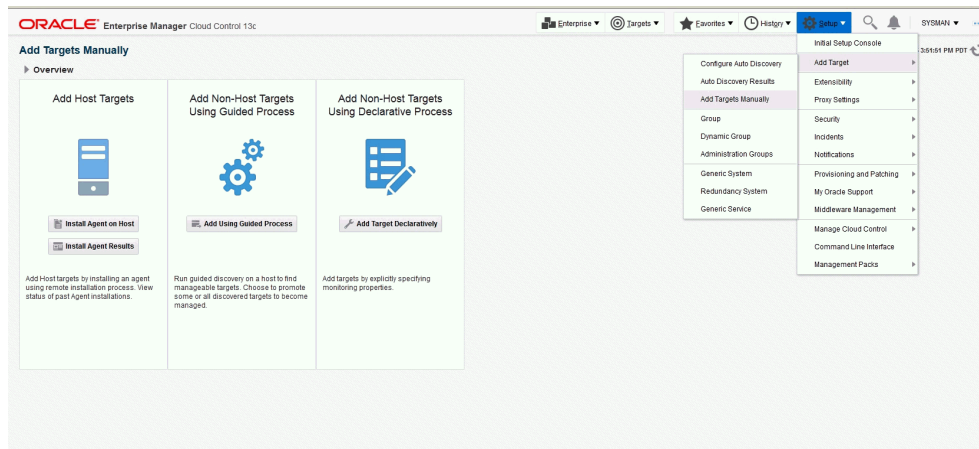 ORACLE Enterprise Manager Cloud Control 13c
Enterprise
Targets
Favorites
History
Setup
SYSMAN
Add Targets Manually
3:51:51 PM PDT
Overview
Add Host Targets
Install Agent on Host
Install Agent Results
Add Host targets by installing an agent
using remote installation process. View
status of past Agent installations.
Add Non-Host Targets
Using Guided Process
Add Using Guided Process
Run guided discovery on a host to find
manageable targets. Choose to promote
some or all discovered targets to become
managed.
Add Non-Host Targets
Using Declarative Process
Add Target Declaratively
Add targets by explicitly specifying
monitoring properties.
Configure Auto Discovery
Auto Discovery Results
Add Targets Manually
Group
Dynamic Group
Administration Groups
Generic System
Redundancy System
Generic Service
Initial Setup Console
Add Target
Extensibility
Proxy Settings
Security
Incidents
Notifications
Provisioning and Patching
My Oracle Support
Middleware Management
Manage Cloud Control
Command Line Interface
Management Packs